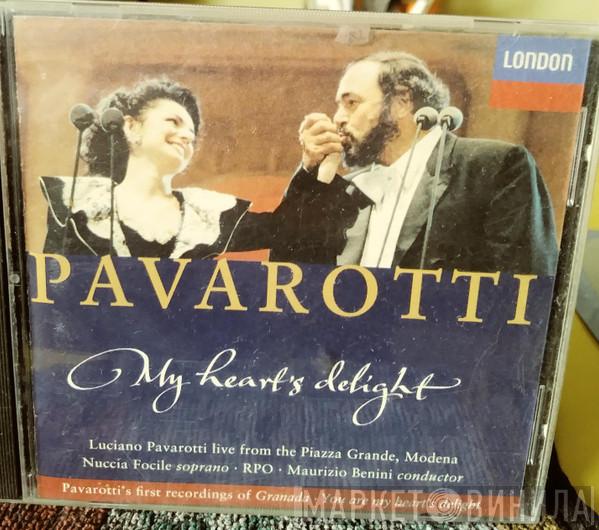 LONDON
PAVAROTTI
My heart's delight
Luciano Pavarotti live from the Piazza Grande, Modena
Nuccia Focile soprano · RPO · Maurizio Benini conductor
Pavarotti's first recordings of Granada · You are my heart's delight